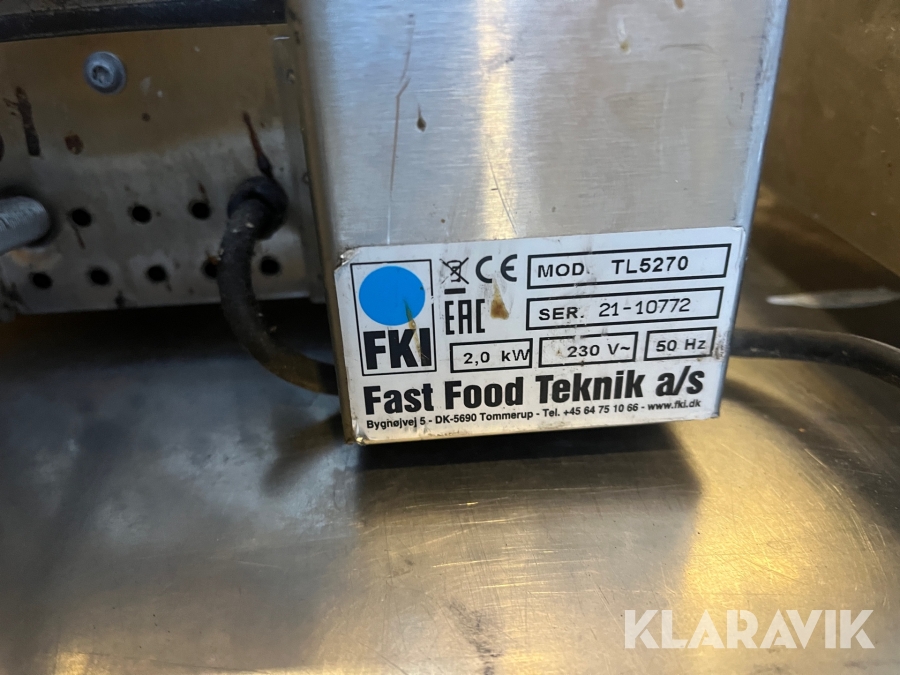 FKI
CE
EAC
MOD. TL5270
SER. 21-10772
2,0 kW 230 V~ 50 Hz
Fast Food Teknik a/s
Bygnøjvej 5 - DK-5690 Tommerup - Tel. +45 64 75 10 66 - www.fki.dk
KLARAVIK